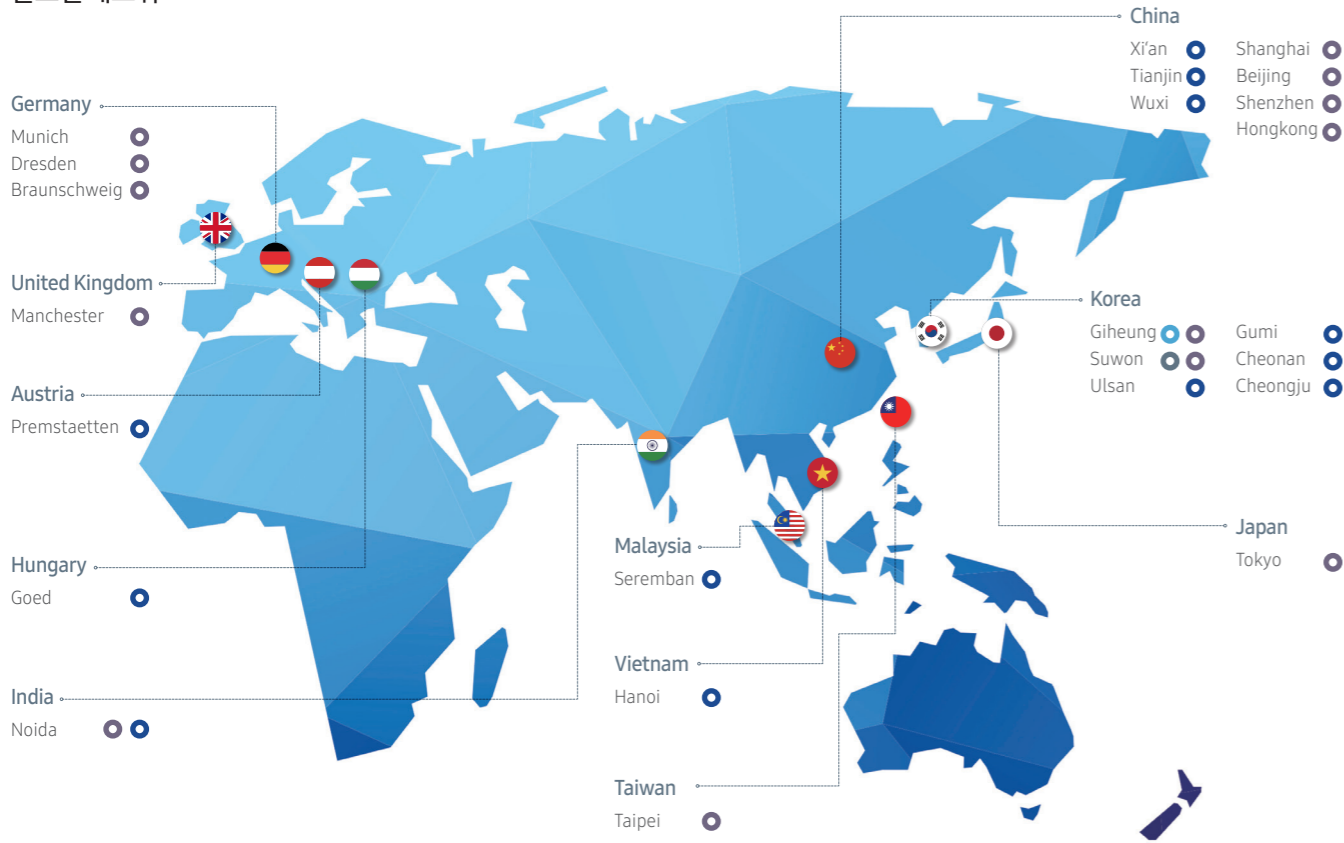 China
Xi'an Shanghai
Tianjin Beijing
Wuxi Shenzhen
Hongkong
Germany
Munich
Dresden
Braunschweig
United Kingdom
Manchester
Korea
Giheung Gumi
Suwon Cheonan
Ulsan Cheongju
Austria
Premstaetten
Japan
Tokyo
Malaysia
Seremban
Hungary
Goed
Vietnam
Hanoi
India
Noida
Taiwan
Taipei